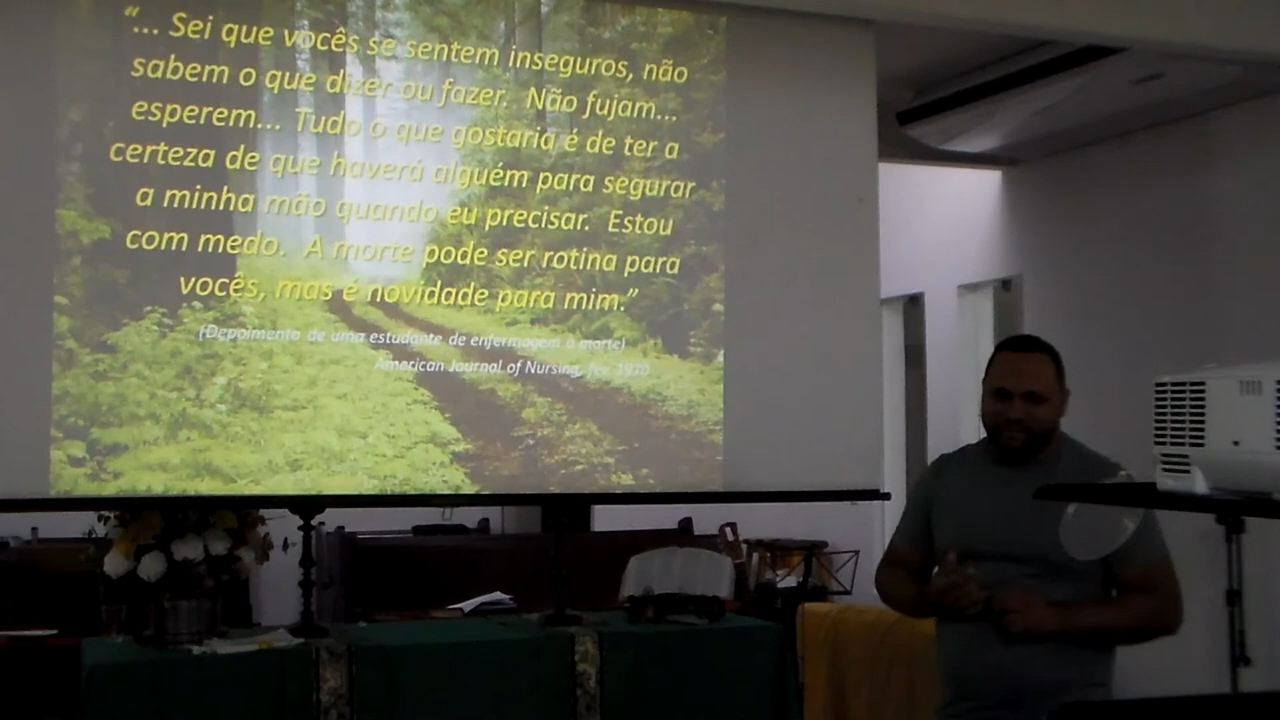 “... Sei que vocês se sentem inseguros, não
sabem o que dizer ou fazer. Não fujam...
esperem... Tudo o que gostaria é de ter a
certeza de que haverá alguém para segurar
a minha mão quando eu precisar. Estou
com medo. A morte pode ser rotina para
vocês, mas é novidade para mim.”
(Depoimento de uma estudante de enfermagem à morte)
American Journal of Nursing, fev. 1970